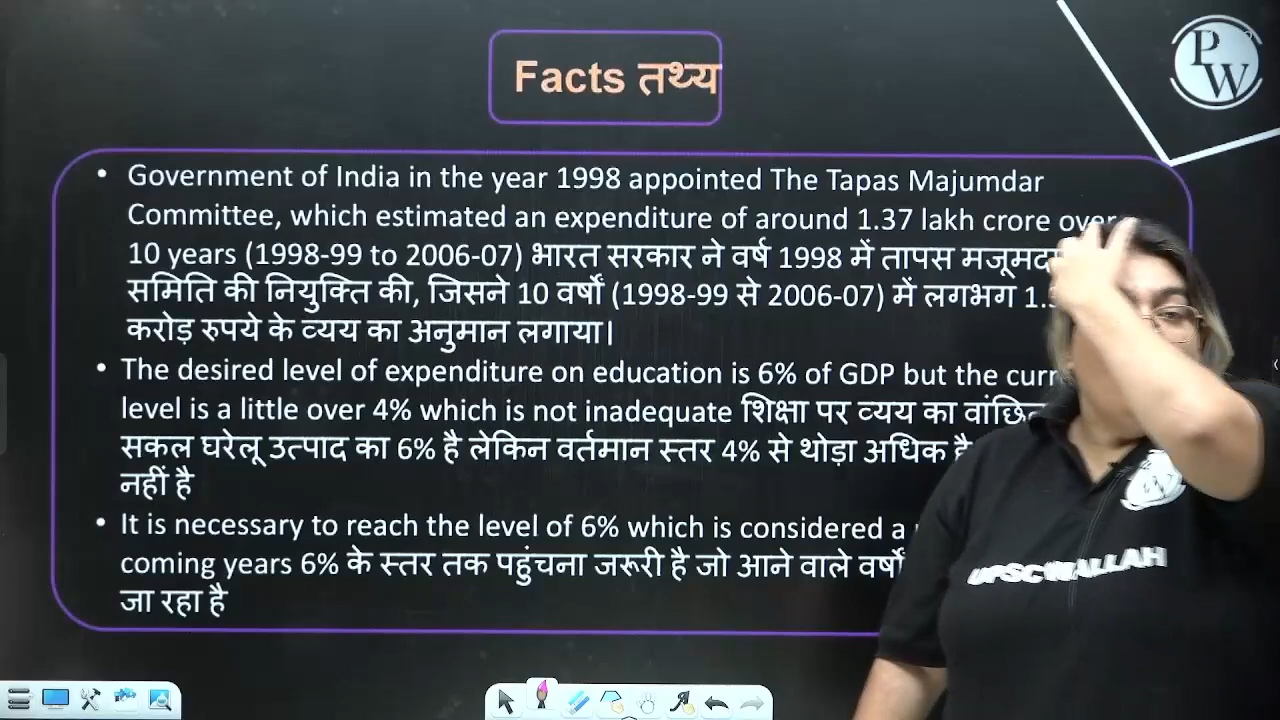 Facts तथ्य
PW
• Government of India in the year 1998 appointed The Tapas Majumdar
Committee, which estimated an expenditure of around 1.37 lakh crore over
10 years (1998-99 to 2006-07) भारत सरकार ने वर्ष 1998 में तापस
समिति की नियुक्ति की, जिसने 10 वर्षों (1998-99 से 2006-07) में लगभग
करोड़ रुपये के व्यय का अनुमान लगाया।
• The desired level of expenditure on education is 6% of GDP but the
level is a little over 4% which is not inadequate शिक्षा पर व्यय का
सकल घरेलू उत्पाद का 6% है लेकिन वर्तमान स्तर 4% से थोड़ा अधिक
नहीं है
• It is necessary to reach the level of 6% which is considered a
coming years 6% के स्तर तक पहुंचना जरूरी है जो आने वाले वर्षों
जा रहा है
UPSC WALLAH